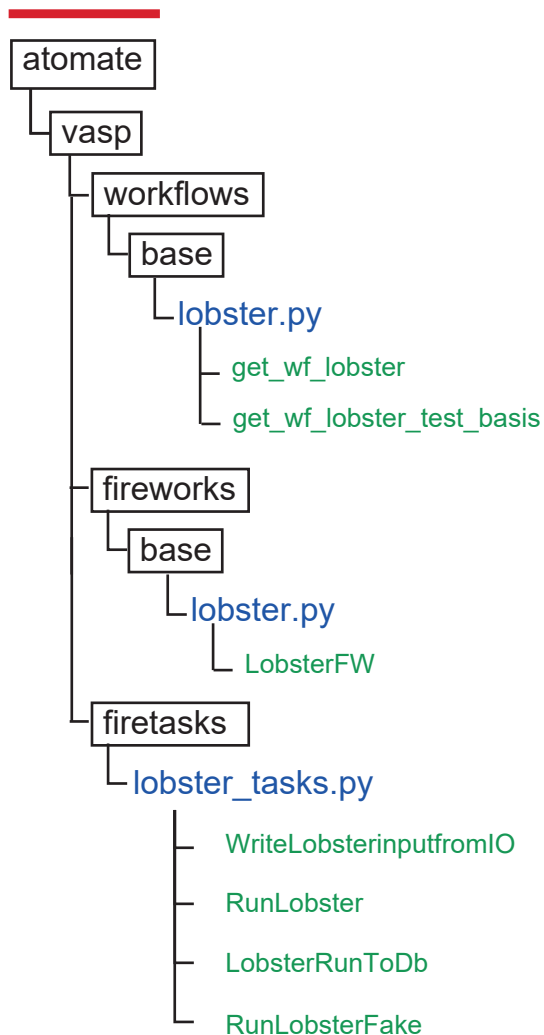 atomate
vasp
workflows
base
lobster.py
get_wf_lobster
get_wf_lobster_test_basis
fireworks
base
lobster.py
LobsterFW
firetasks
lobster_tasks.py
WriteLobsterinputfromIO
RunLobster
LobsterRunToDb
RunLobsterFake